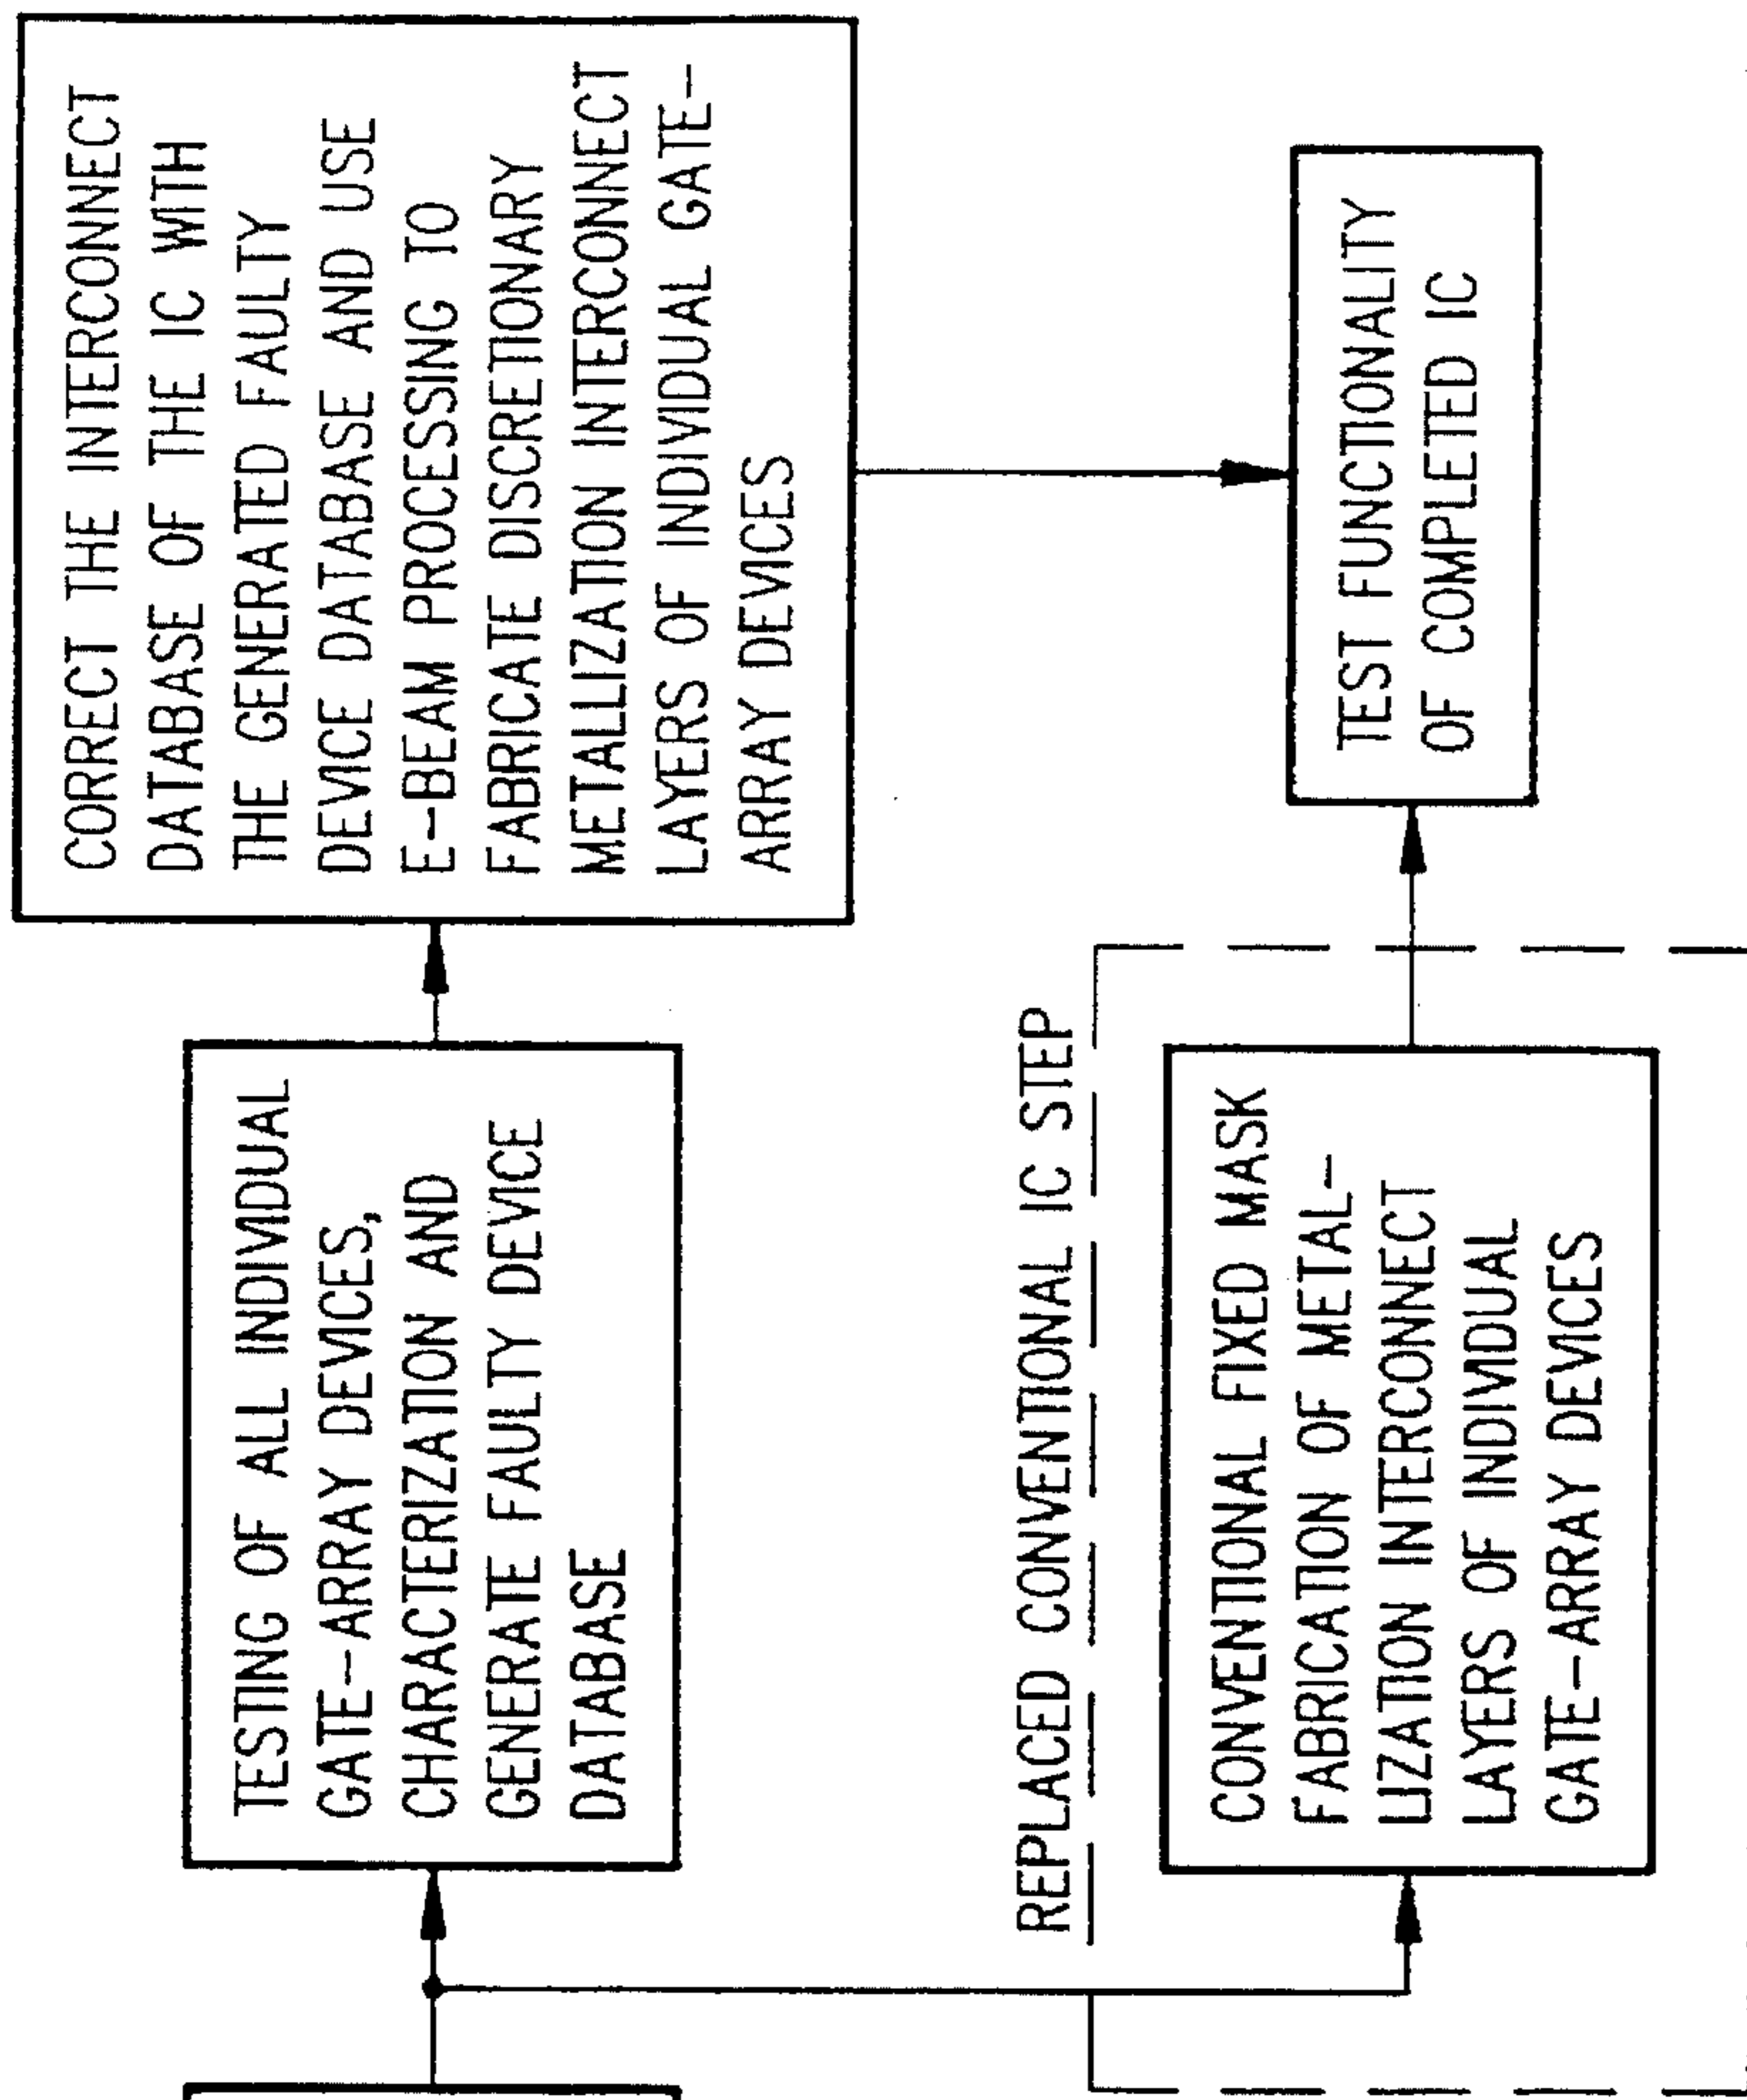 TESTING OF ALL INDIVIDUAL
GATE-ARRAY DEVICES,
CHARACTERIZATION AND
GENERATE FAULTY DEVICE
DATABASE
CORRECT THE INTERCONNECT
DATABASE OF THE IC WITH
THE GENERATED FAULTY
DEVICE DATABASE AND USE
E-BEAM PROCESSING TO
FABRICATE DISCRETIONARY
METALLIZATION INTERCONNECT
LAYERS OF INDIVIDUAL GATE-
ARRAY DEVICES
REPLACED CONVENTIONAL IC STEP
CONVENTIONAL FIXED MASK
FABRICATION OF METAL-
LIZATION INTERCONNECT
LAYERS OF INDIVIDUAL
GATE-ARRAY DEVICES
TEST FUNCTIONALITY
OF COMPLETED IC